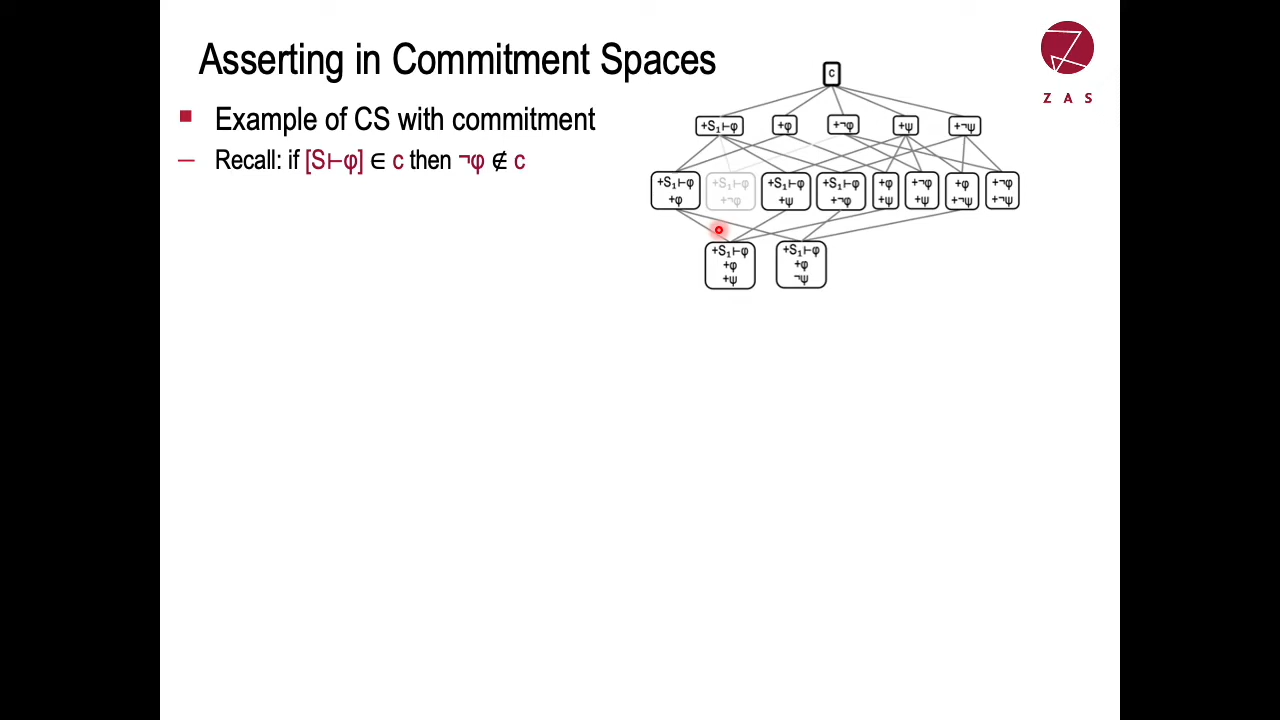 Asserting in Commitment Spaces
Z A S
Example of CS with commitment
Recall: if [S⊢φ] ∈ c then ¬φ ∉ c
c
+S₁⊢φ +φ +¬φ +ψ +¬ψ
+S₁⊢φ +S₁⊢φ +S₁⊢φ +S₁⊢φ +φ +¬φ +φ +¬φ
+φ +¬φ +ψ +¬φ +ψ +ψ +¬ψ +¬ψ
+S₁⊢φ +S₁⊢φ
+φ +φ
+ψ ¬ψ